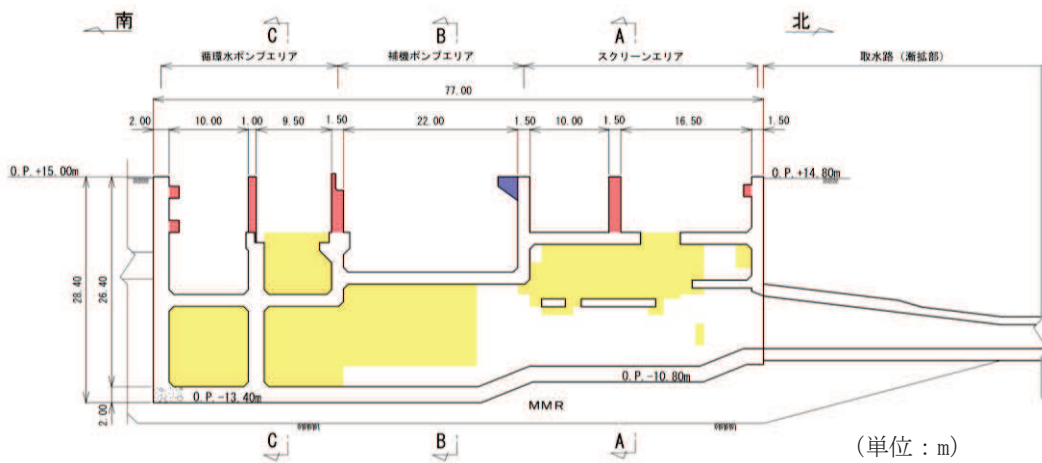 南
北
C
B
A
循環水ポンプエリア
補機ポンプエリア
スクリーンエリア
取水路（漸拡部）
77.00
2.00
10.00
1.00
9.50
1.50
22.00
1.50
10.00
1.50
16.50
1.50
O.P.+15.00m
O.P.+14.80m
28.40
26.40
2.00
O.P.-13.40m
O.P.-10.80m
MMR
C
B
A
(単位：m)